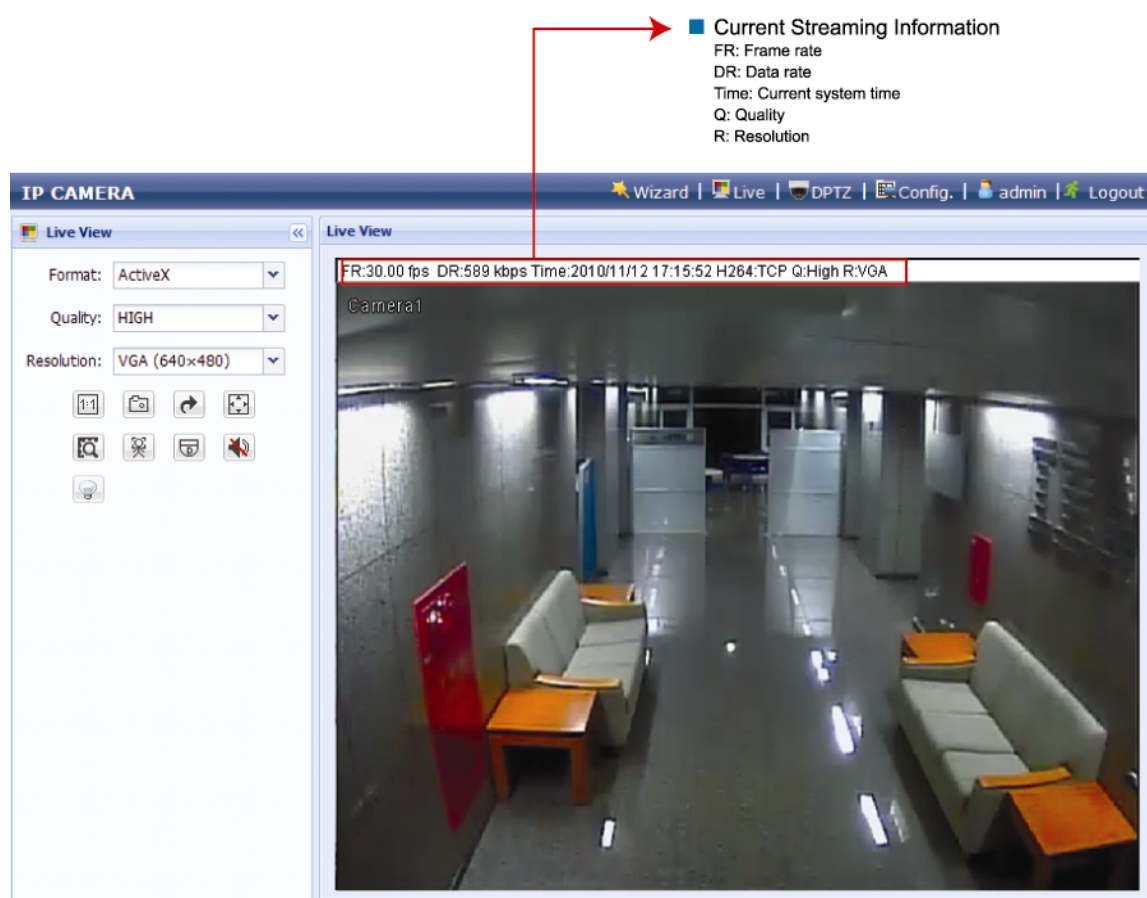 Current Streaming Information
FR: Frame rate
DR: Data rate
Time: Current system time
Q: Quality
R: Resolution
IP CAMERA
Wizard | Live | DPTZ | Config. | admin | Logout
Live View
Live View
Format: ActiveX
Quality: HIGH
Resolution: VGA (640×480)
1:1
FR:30.00 fps DR:589 kbps Time:2010/11/12 17:15:52 H264:TCP Q:High R:VGA
Camera1